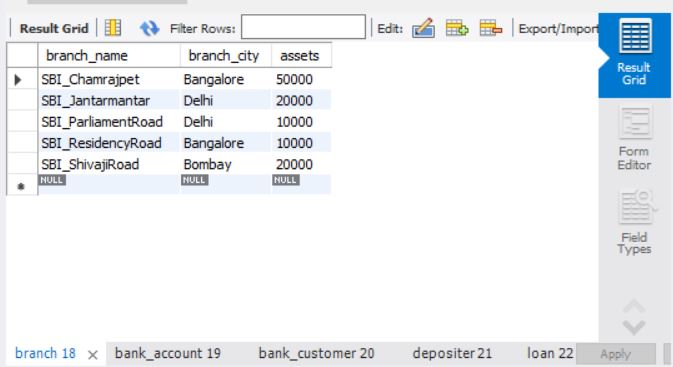 Result Grid Filter Rows: Edit: Export/Import
branch_name branch_city assets
SBI_Chamrajpet Bangalore 50000
SBI_Jantarmantar Delhi 20000
SBI_ParliamentRoad Delhi 10000
SBI_ResidencyRoad Bangalore 10000
SBI_ShivajiRoad Bombay 20000
NULL NULL NULL
Result
Grid
Form
Editor
Field
Types
branch 18 × bank_account 19 bank_customer 20 depositer 21 loan 22 Apply